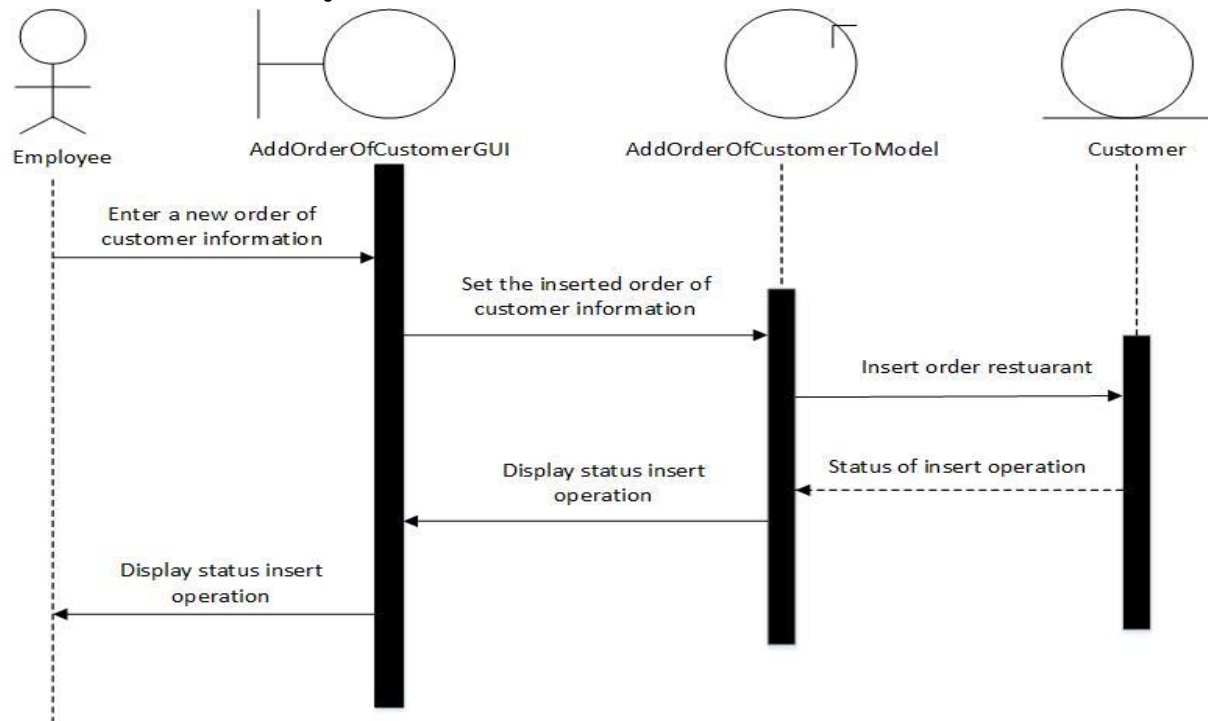 Employee
AddOrderOfCustomerGUI
AddOrderOfCustomerToModel
Customer
Enter a new order of
customer information
Set the inserted order of
customer information
Insert order restuarant
Status of insert operation
Display status insert
operation
Display status insert
operation